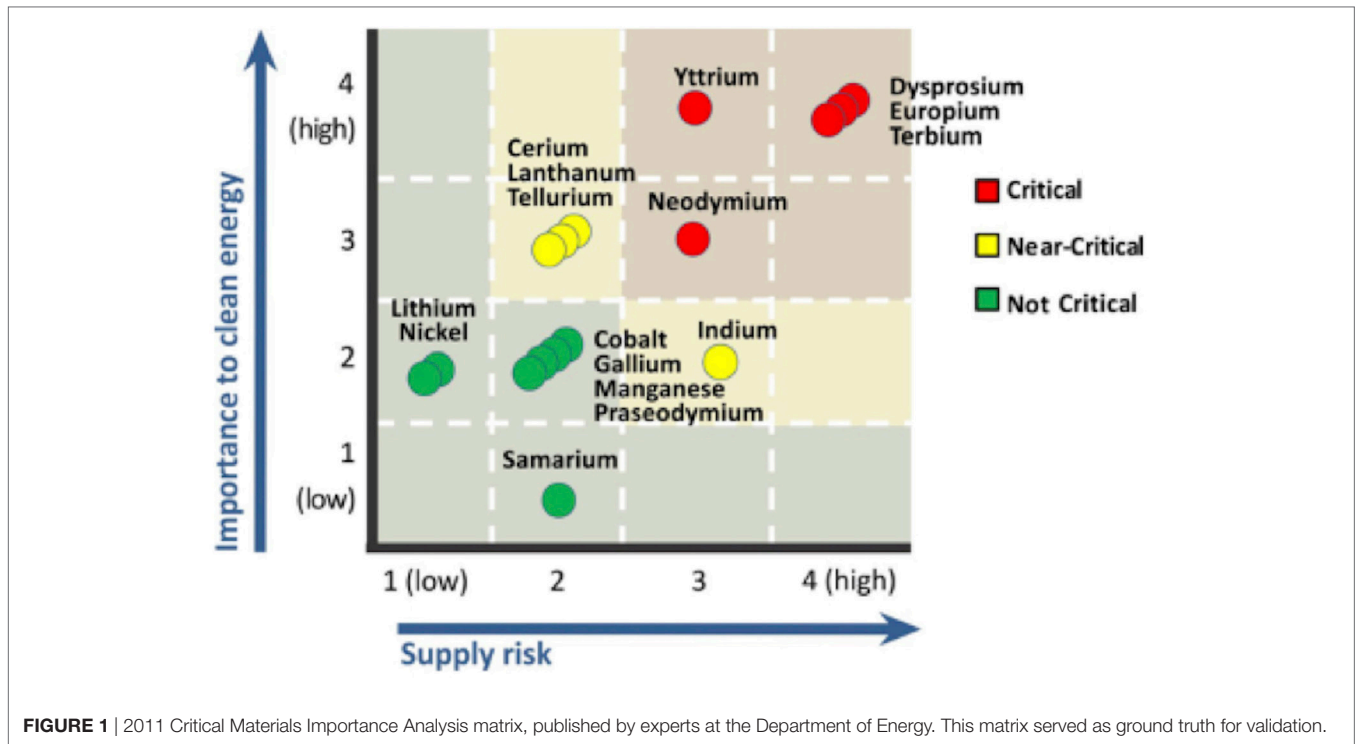 Importance to clean energy
4
(high)
3
2
1
(low)
Yttrium
Dysprosium
Europium
Terbium
Cerium
Lanthanum
Tellurium
Neodymium
Lithium
Nickel
Cobalt
Gallium
Manganese
Praseodymium
Indium
Samarium
Critical
Near-Critical
Not Critical
1 (low)
2
3
4 (high)
Supply risk
FIGURE 1 | 2011 Critical Materials Importance Analysis matrix, published by experts at the Department of Energy. This matrix served as ground truth for validation.